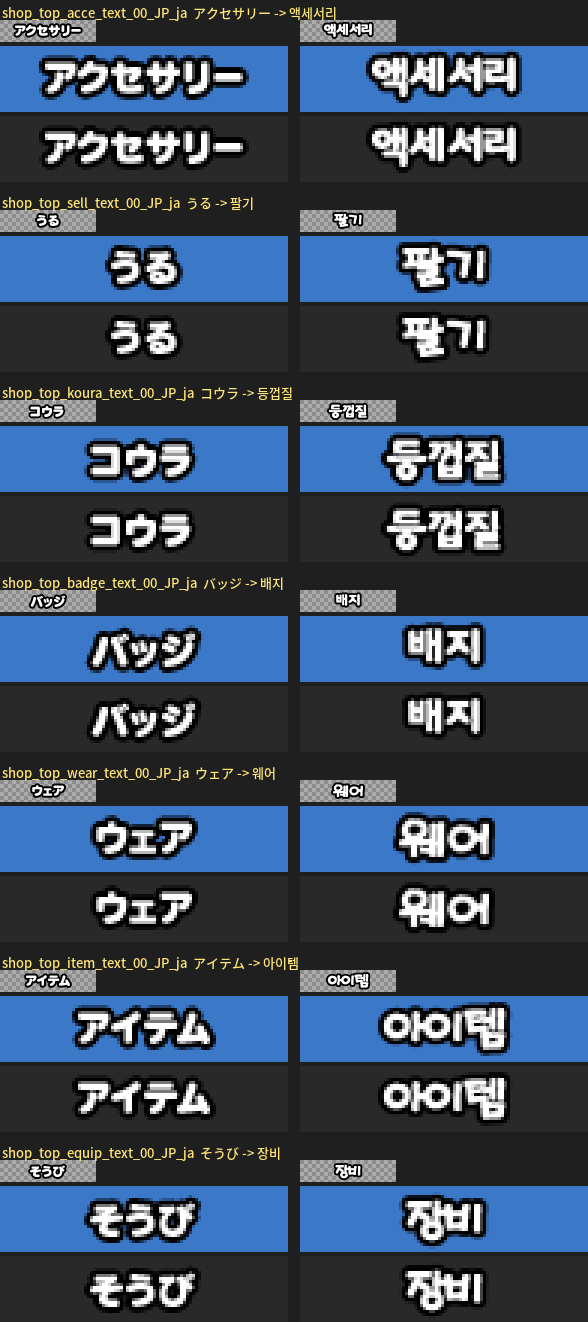 shop_top_acce_text_00_JP_ja アクセサリー -> 액세서리
アクセサリー 액세서리
アクセサリー 액세서리
アクセサリー 액세서리
shop_top_sell_text_00_JP_ja うる -> 팔기
うる 팔기
うる 팔기
うる 팔기
shop_top_koura_text_00_JP_ja コウラ -> 등껍질
コウラ 등껍질
コウラ 등껍질
コウラ 등껍질
shop_top_badge_text_00_JP_ja バッジ -> 배지
バッジ 배지
バッジ 배지
バッジ 배지
shop_top_wear_text_00_JP_ja ウェア -> 웨어
ウェア 웨어
ウェア 웨어
ウェア 웨어
shop_top_item_text_00_JP_ja アイテム -> 아이템
アイテム 아이템
アイテム 아이템
アイテム 아이템
shop_top_equip_text_00_JP_ja そうび -> 장비
そうび 장비
そうび 장비
そうび 장비